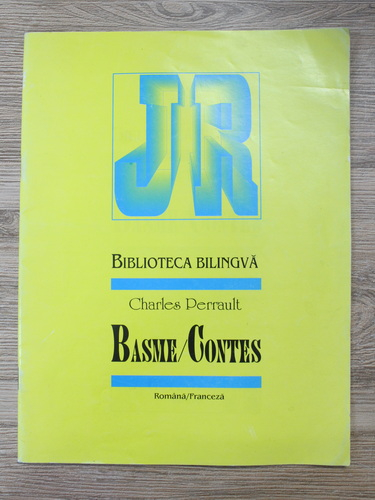 JR
BIBLIOTECA BILINGVĂ
Charles Perrault
BASME/CONTES
Română/Franceză